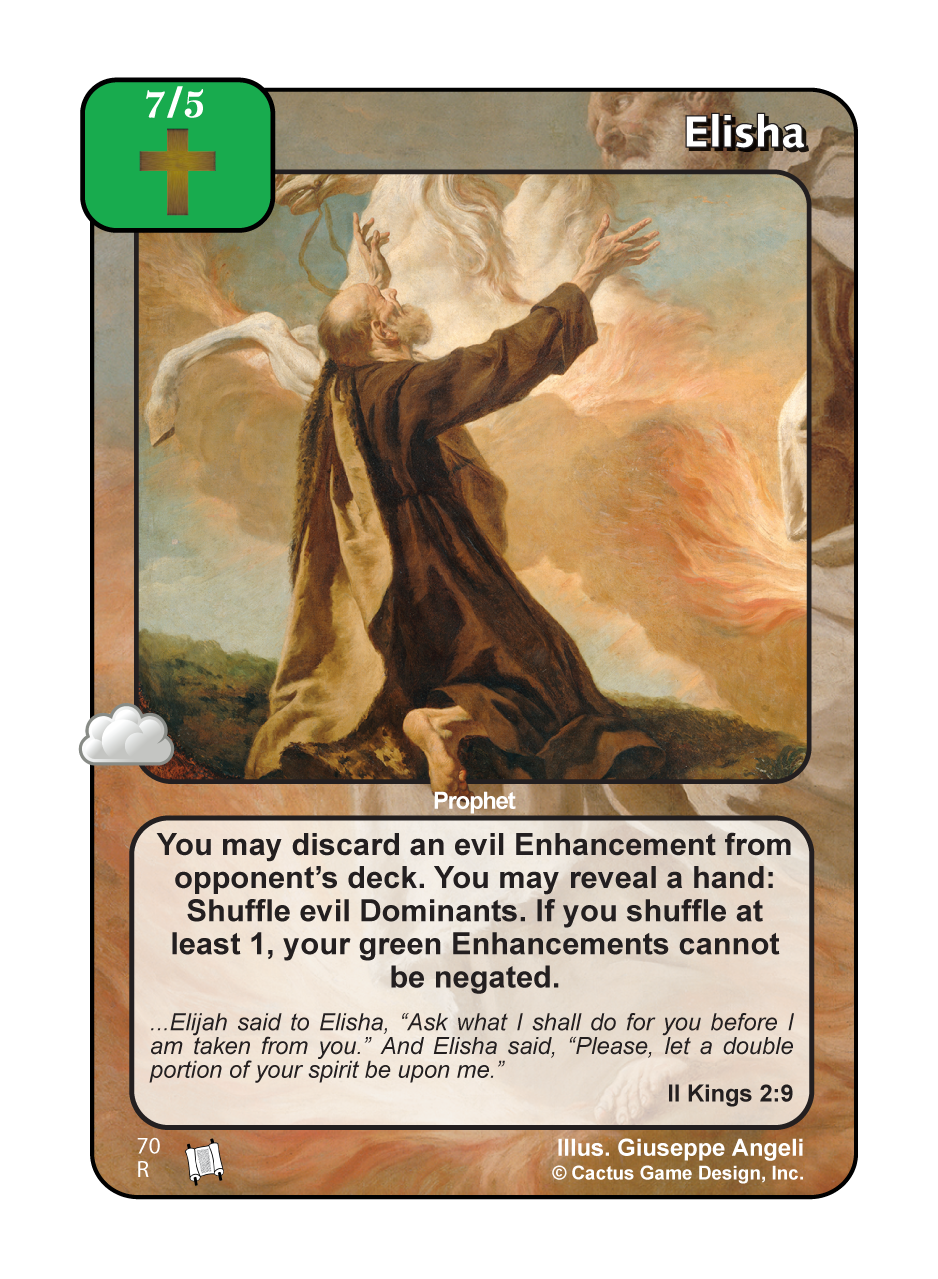 7/5
Elisha
Prophet
You may discard an evil Enhancement from
opponent’s deck. You may reveal a hand:
Shuffle evil Dominants. If you shuffle at
least 1, your green Enhancements cannot
be negated.
...Elijah said to Elisha, “Ask what I shall do for you before I
am taken from you.” And Elisha said, “Please, let a double
portion of your spirit be upon me.”
II Kings 2:9
70
R
Illus. Giuseppe Angeli
© Cactus Game Design, Inc.